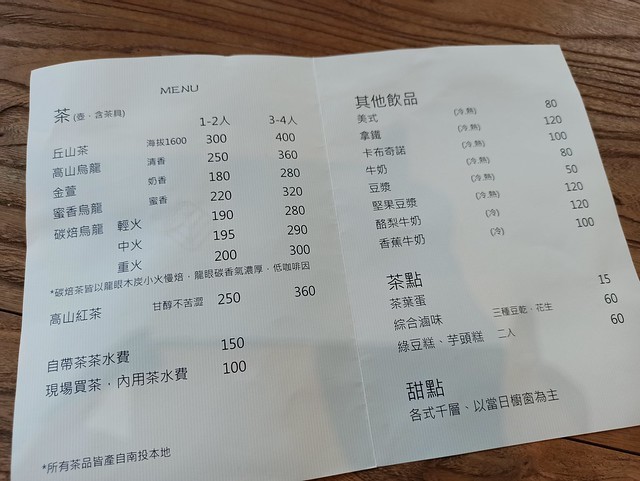 MENU
茶 (壺．含茶具)
1-2人 3-4人
丘山茶 海拔1600 300 400
高山烏龍 清香 250 360
金萱 奶香 180 280
蜜香烏龍 蜜香 220 320
碳焙烏龍 輕火 190 280
中火 195 290
重火 200 300
*碳焙茶皆以龍眼木炭小火慢焙，龍眼碳香氣濃厚，低咖啡因
高山紅茶 甘醇不苦澀 250 360
自帶茶茶水費 150
現場買茶，內用茶水費 100
*所有茶品皆產自南投本地
其他飲品
美式 (冷.熱) 80
拿鐵 (冷.熱) 120
卡布奇諾 (冷.熱) 100
牛奶 (冷.熱) 80
豆漿 (冷.熱) 50
堅果豆漿 (冷.熱) 120
酪梨牛奶 (冷) 120
香蕉牛奶 (冷) 100
茶點
茶葉蛋 15
綜合滷味 三種豆乾．花生 60
綠豆糕、芋頭糕 二入 60
甜點
各式千層、以當日櫥窗為主